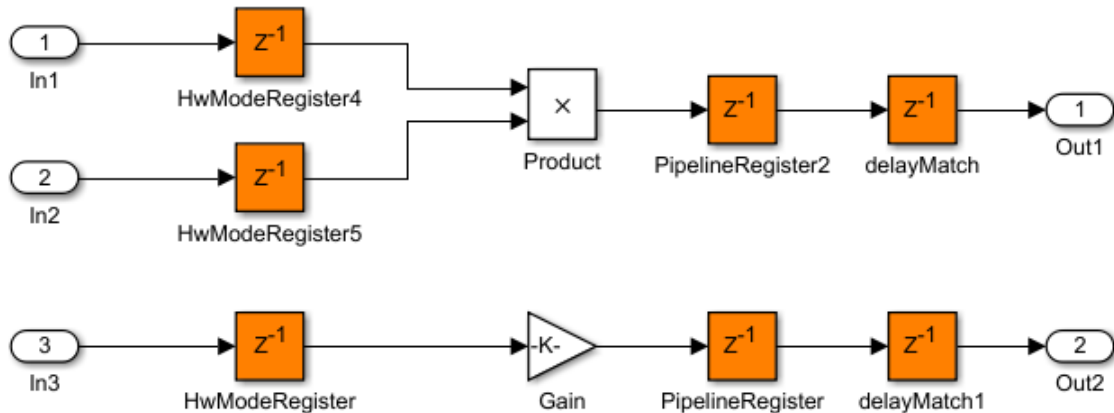 1
In1
Z-1
HwModeRegister4
2
In2
Z-1
HwModeRegister5
×
Product
Z-1
PipelineRegister2
Z-1
delayMatch
1
Out1
3
In3
Z-1
HwModeRegister
-K-
Gain
Z-1
PipelineRegister
Z-1
delayMatch1
2
Out2